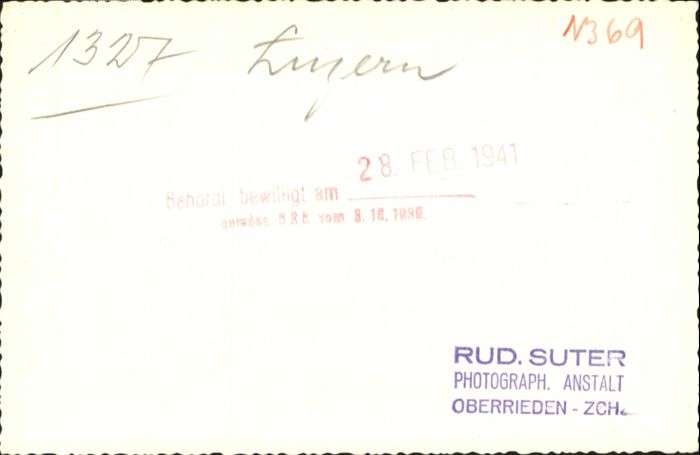 1327 Luzern
N369
28. FEB. 1941
Behördl. bewilligt am
gemäss B R B vom 3. 10. 1939.
RUD. SUTER
PHOTOGRAPH. ANSTALT
OBERRIEDEN - ZCH.